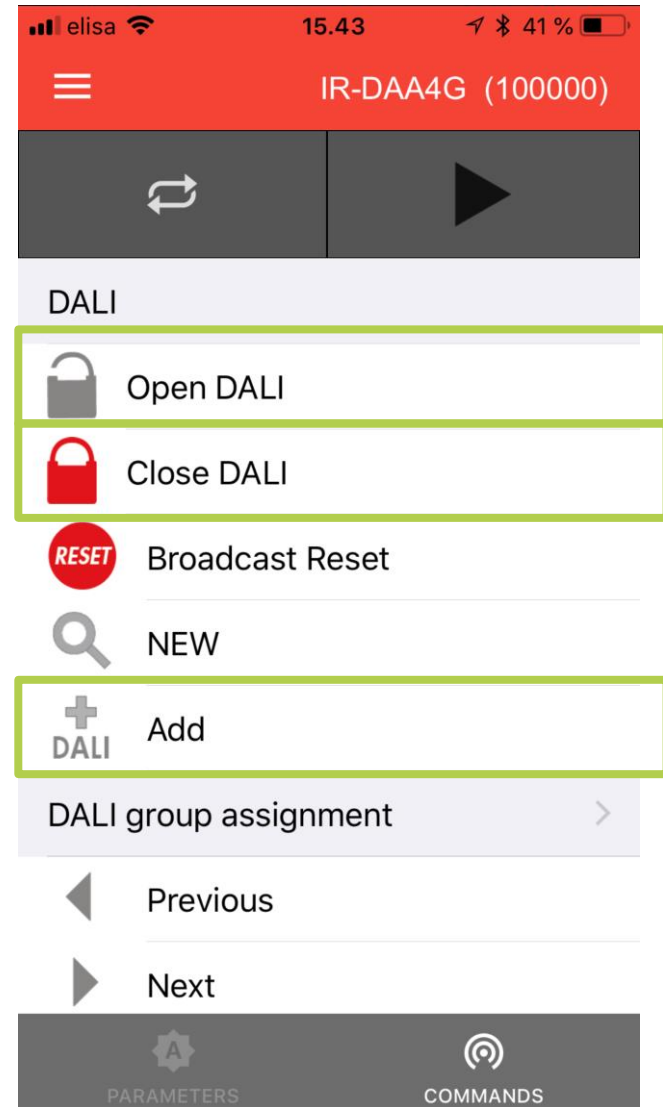 elisa 15.43 41 %
IR-DAA4G (100000)
DALI
Open DALI
Close DALI
RESET Broadcast Reset
NEW
DALI Add
DALI group assignment
Previous
Next
A
PARAMETERS COMMANDS